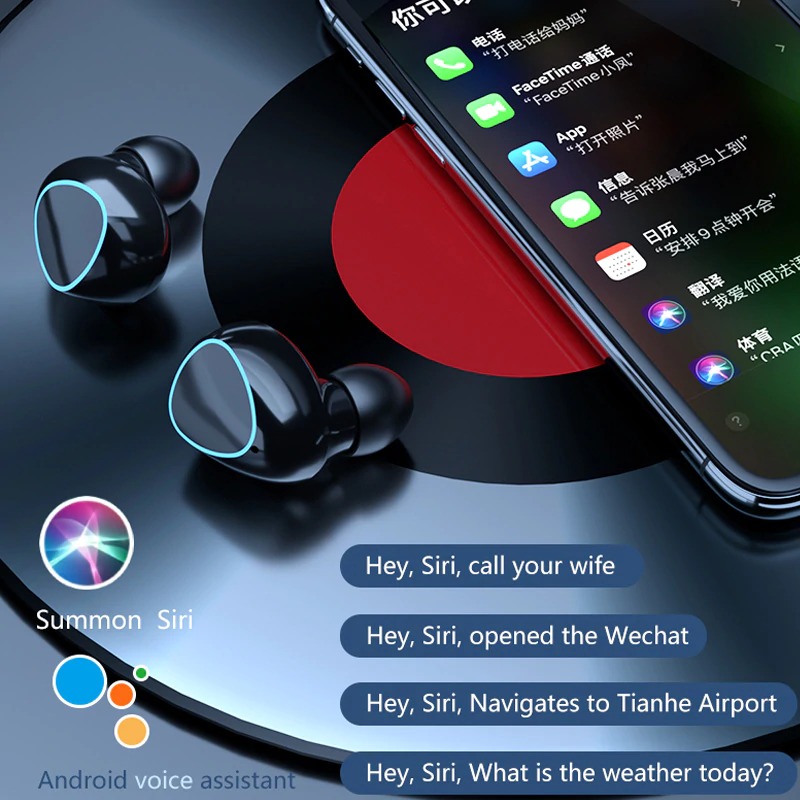 你可
电话
“打电话给妈妈”
FaceTime通话
“FaceTime小凤”
App
“打开照片”
信息
“告诉张晨我马上到”
日历
“安排9点钟开会”
翻译
“我爱你用法语
体育
“CBA
?
Summon Siri
Android voice assistant
Hey, Siri, call your wife
Hey, Siri, opened the Wechat
Hey, Siri, Navigates to Tianhe Airport
Hey, Siri, What is the weather today?